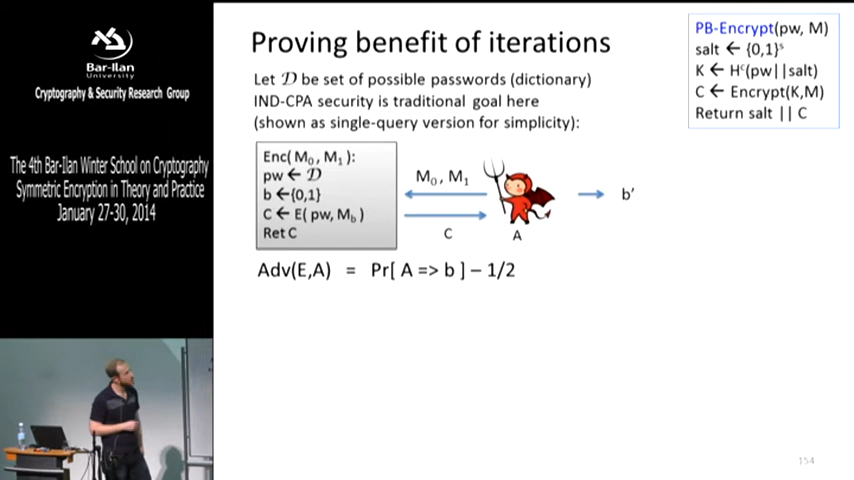 Bar-Ilan
University
Cryptography & Security Research Group
The 4th Bar-Ilan Winter School on Cryptography
Symmetric Encryption in Theory and Practice
January 27-30, 2014
Proving benefit of iterations
Let 𝒟 be set of possible passwords (dictionary)
IND-CPA security is traditional goal here
(shown as single-query version for simplicity):
PB-Encrypt(pw, M)
salt ← {0,1}ˢ
K ← Hᶜ(pw||salt)
C ← Encrypt(K,M)
Return salt || C
Enc( M₀ , M₁ ):
pw ← 𝒟
b ←{0,1}
C ← E( pw, M_b )
Ret C
M₀ , M₁
C
A
b’
Adv(E,A) = Pr[ A => b ] – 1/2
154